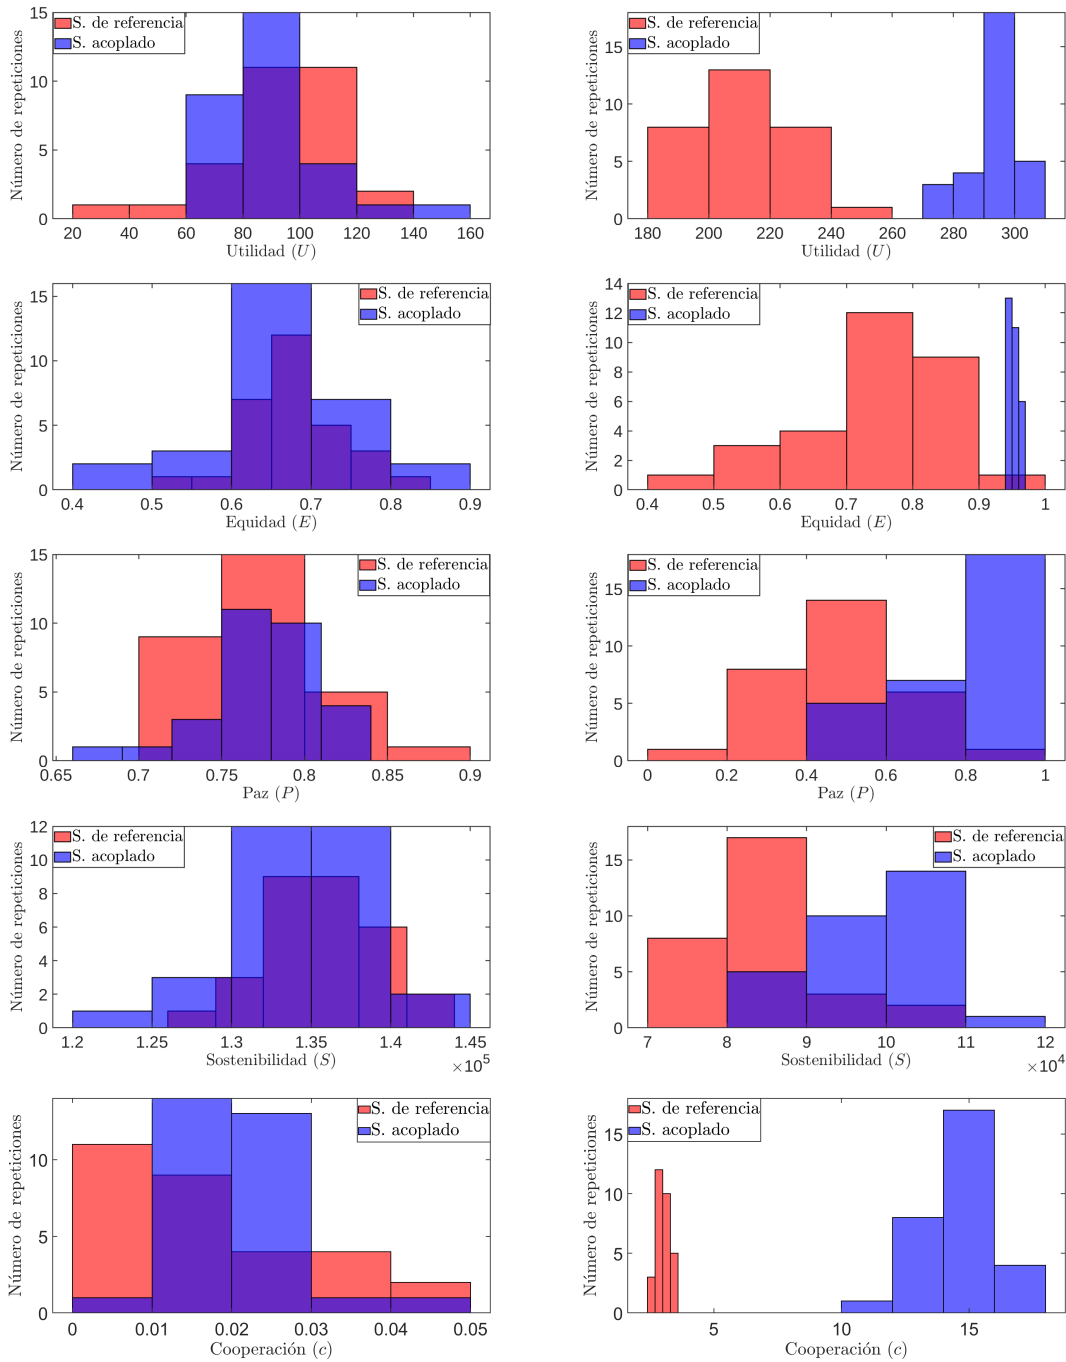 S. de referencia
S. acoplado
Número de repeticiones
15
10
5
0
20 40 60 80 100 120 140 160
Utilidad (U)
S. de referencia
S. acoplado
Número de repeticiones
15
10
5
0
180 200 220 240 260 280 300
Utilidad (U)
S. de referencia
S. acoplado
Número de repeticiones
15
10
5
0
0.4 0.5 0.6 0.7 0.8 0.9
Equidad (E)
S. de referencia
S. acoplado
Número de repeticiones
14
12
10
8
6
4
2
0
0.4 0.5 0.6 0.7 0.8 0.9 1
Equidad (E)
S. de referencia
S. acoplado
Número de repeticiones
15
10
5
0
0.65 0.7 0.75 0.8 0.85 0.9
Paz (P)
S. de referencia
S. acoplado
Número de repeticiones
15
10
5
0
0 0.2 0.4 0.6 0.8 1
Paz (P)
S. de referencia
S. acoplado
Número de repeticiones
12
10
8
6
4
2
0
1.2 1.25 1.3 1.35 1.4 1.45
Sostenibilidad (S)
×10⁵
S. de referencia
S. acoplado
Número de repeticiones
15
10
5
0
7 8 9 10 11 12
Sostenibilidad (S)
×10⁴
S. de referencia
S. acoplado
Número de repeticiones
10
5
0
0 0.01 0.02 0.03 0.04 0.05
Cooperación (c)
S. de referencia
S. acoplado
Número de repeticiones
15
10
5
0
5 10 15
Cooperación (c)